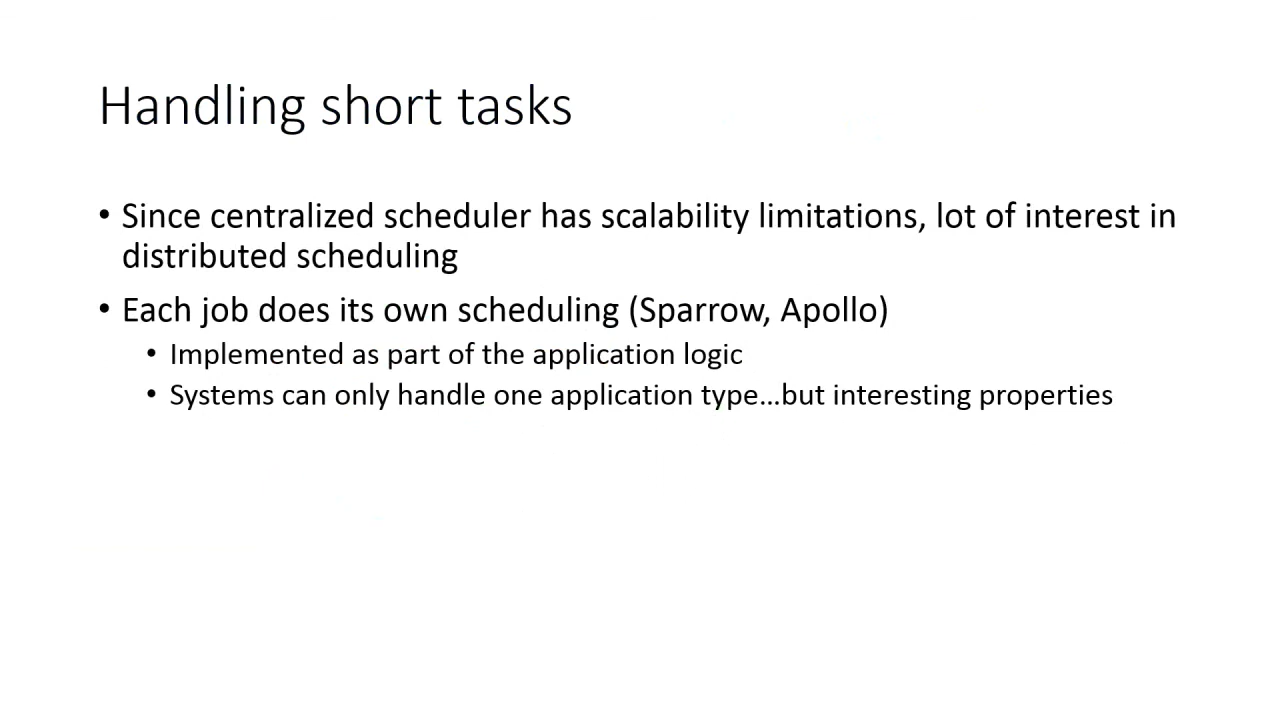 Handling short tasks
• Since centralized scheduler has scalability limitations, lot of interest in
distributed scheduling
• Each job does its own scheduling (Sparrow, Apollo)
• Implemented as part of the application logic
• Systems can only handle one application type…but interesting properties